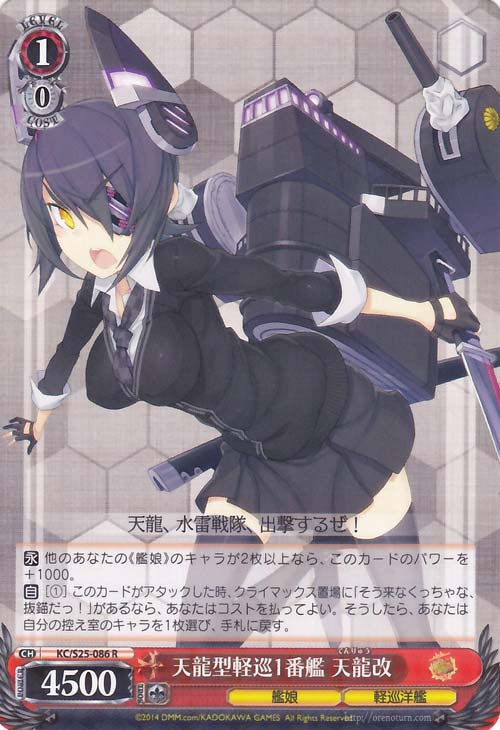 LEVEL
1
0
COST
天龍、水雷戦隊、出撃するぜ！
永 他のあなたの《艦娘》のキャラが2枚以上なら、このカードのパワーを
＋1000。
自 [①] このカードがアタックした時、クライマックス置場に「そう来なくっちゃな、
抜錨だっ！」があるなら、あなたはコストを払ってよい。そうしたら、あなたは
自分の控え室のキャラを1枚選び、手札に戻す。
CH KC/S25-086 R
てんりゅう
天龍型軽巡1番艦 天龍改
POWER
4500
艦娘
軽巡洋艦
©2014 DMM.com/KADOKAWA GAMES All Rights Reserved.
http://orenoturn.com